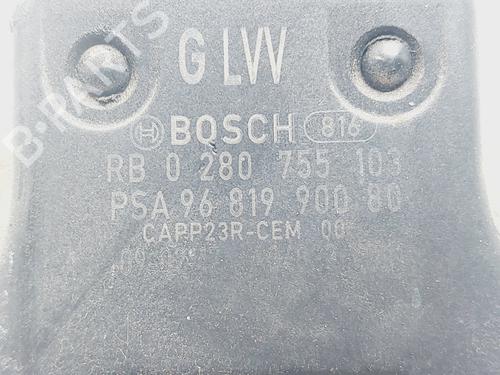 G LVV
BOSCH 816
RB 0 280 755 103
PSA 96 819 900 80
CAPP23R-CEM 00
B-PARTS